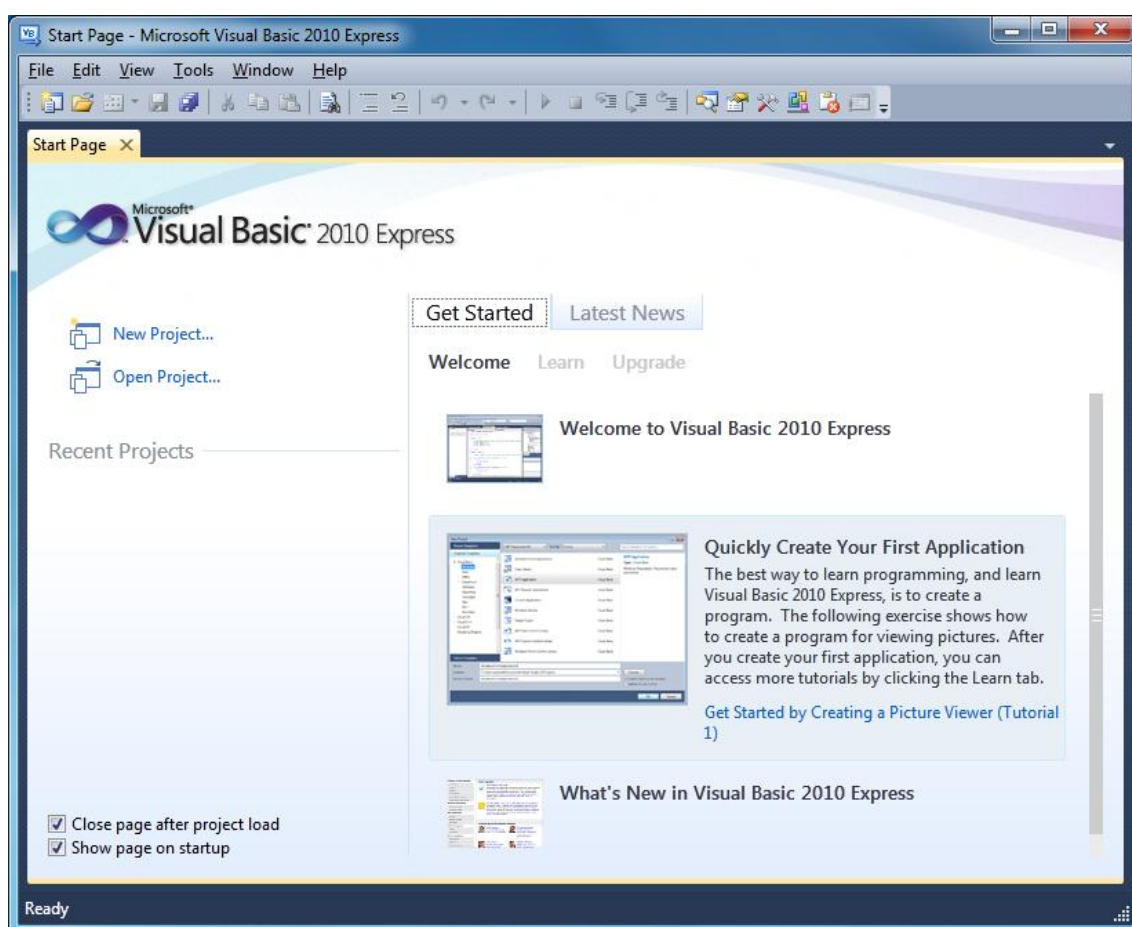 Start Page - Microsoft Visual Basic 2010 Express
File Edit View Tools Window Help
Start Page
Microsoft
Visual Basic 2010 Express
New Project...
Open Project...
Recent Projects
Close page after project load
Show page on startup
Get Started Latest News
Welcome Learn Upgrade
Welcome to Visual Basic 2010 Express
Quickly Create Your First Application
The best way to learn programming, and learn
Visual Basic 2010 Express, is to create a
program. The following exercise shows how
to create a program for viewing pictures. After
you create your first application, you can
access more tutorials by clicking the Learn tab.
Get Started by Creating a Picture Viewer (Tutorial
1)
What's New in Visual Basic 2010 Express
Ready